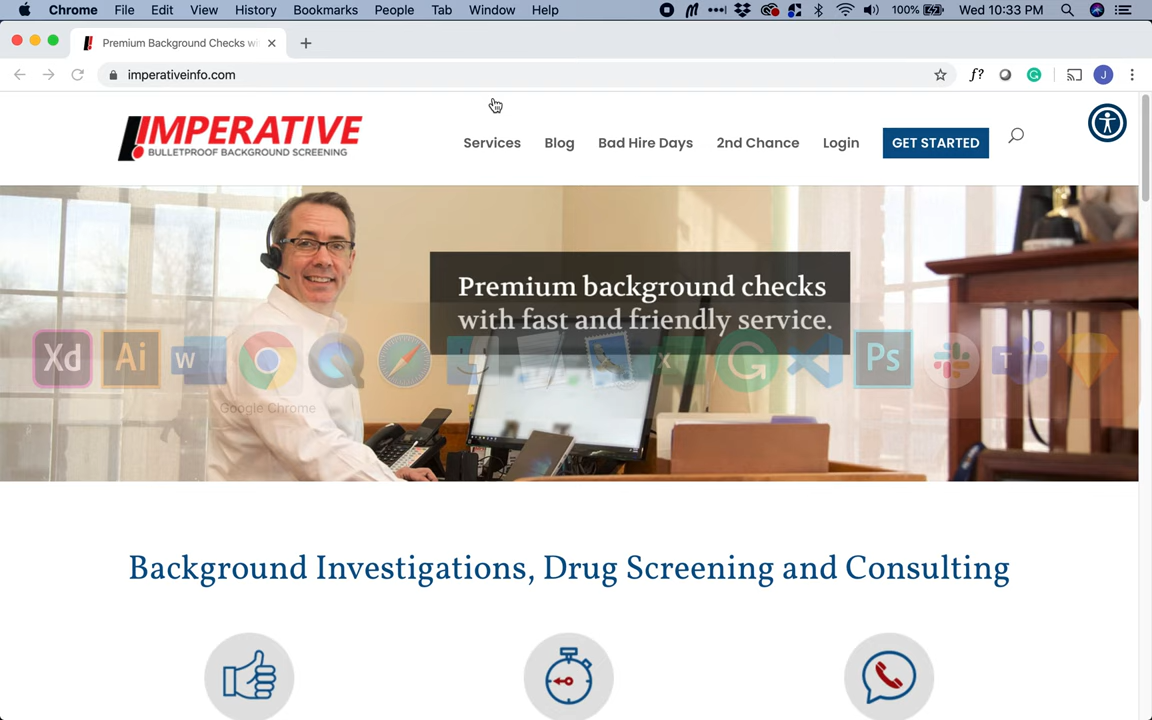 Chrome File Edit View History Bookmarks People Tab Window Help 100% Wed 10:33 PM
Premium Background Checks wi
imperativeinfo.com f? J
IMPERATIVE
BULLETPROOF BACKGROUND SCREENING
Services Blog Bad Hire Days 2nd Chance Login GET STARTED
Premium background checks
with fast and friendly service.
Xd Ai W X Ps
Google Chrome
Background Investigations, Drug Screening and Consulting